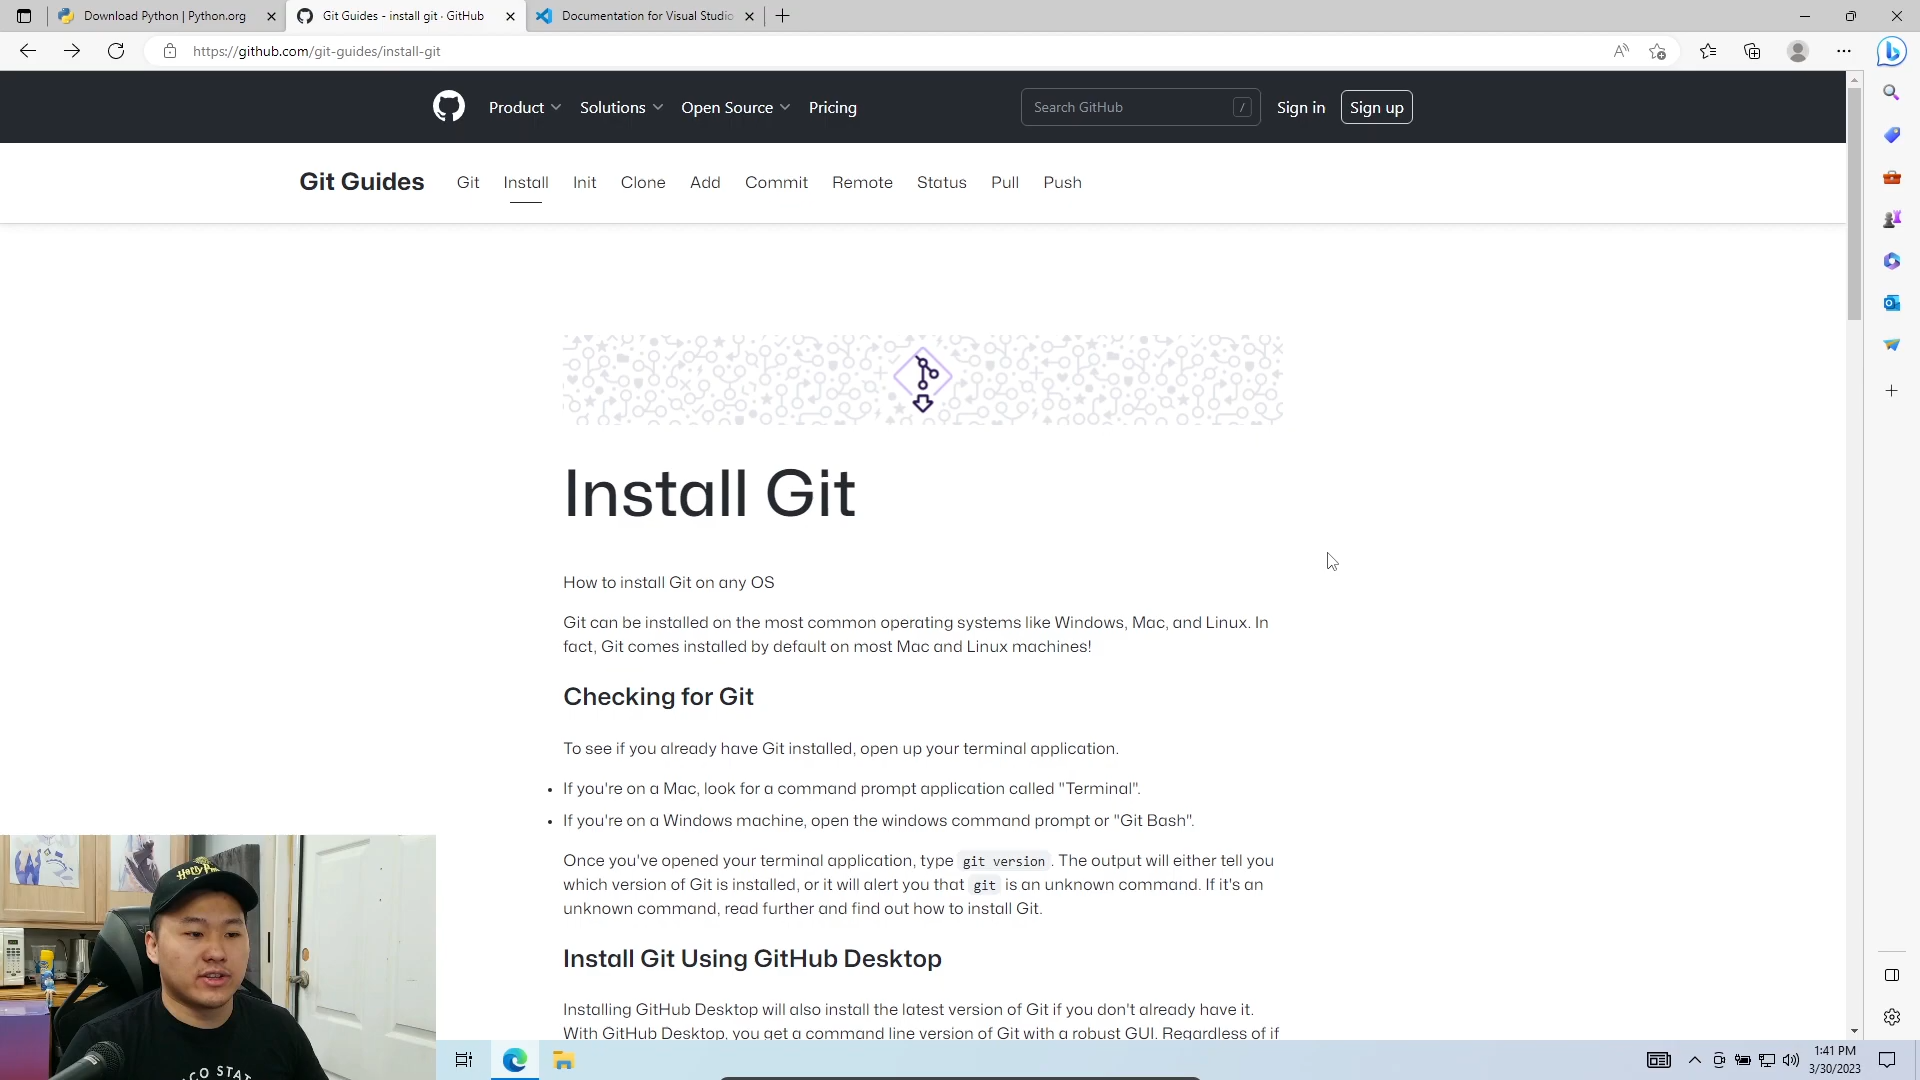 Download Python | Python.org
Git Guides - install git · GitHub
Documentation for Visual Studio
https://github.com/git-guides/install-git
Product
Solutions
Open Source
Pricing
Search GitHub
/
Sign in
Sign up
Git Guides
Git
Install
Init
Clone
Add
Commit
Remote
Status
Pull
Push
Install Git
How to install Git on any OS
Git can be installed on the most common operating systems like Windows, Mac, and Linux. In
fact, Git comes installed by default on most Mac and Linux machines!
Checking for Git
To see if you already have Git installed, open up your terminal application.
• If you're on a Mac, look for a command prompt application called "Terminal".
• If you're on a Windows machine, open the windows command prompt or "Git Bash".
Once you've opened your terminal application, type git version. The output will either tell you
which version of Git is installed, or it will alert you that git is an unknown command. If it's an
unknown command, read further and find out how to install Git.
Install Git Using GitHub Desktop
Installing GitHub Desktop will also install the latest version of Git if you don't already have it.
With GitHub Desktop, you get a command line version of Git with a robust GUI. Regardless of if
1:41 PM
3/30/2023